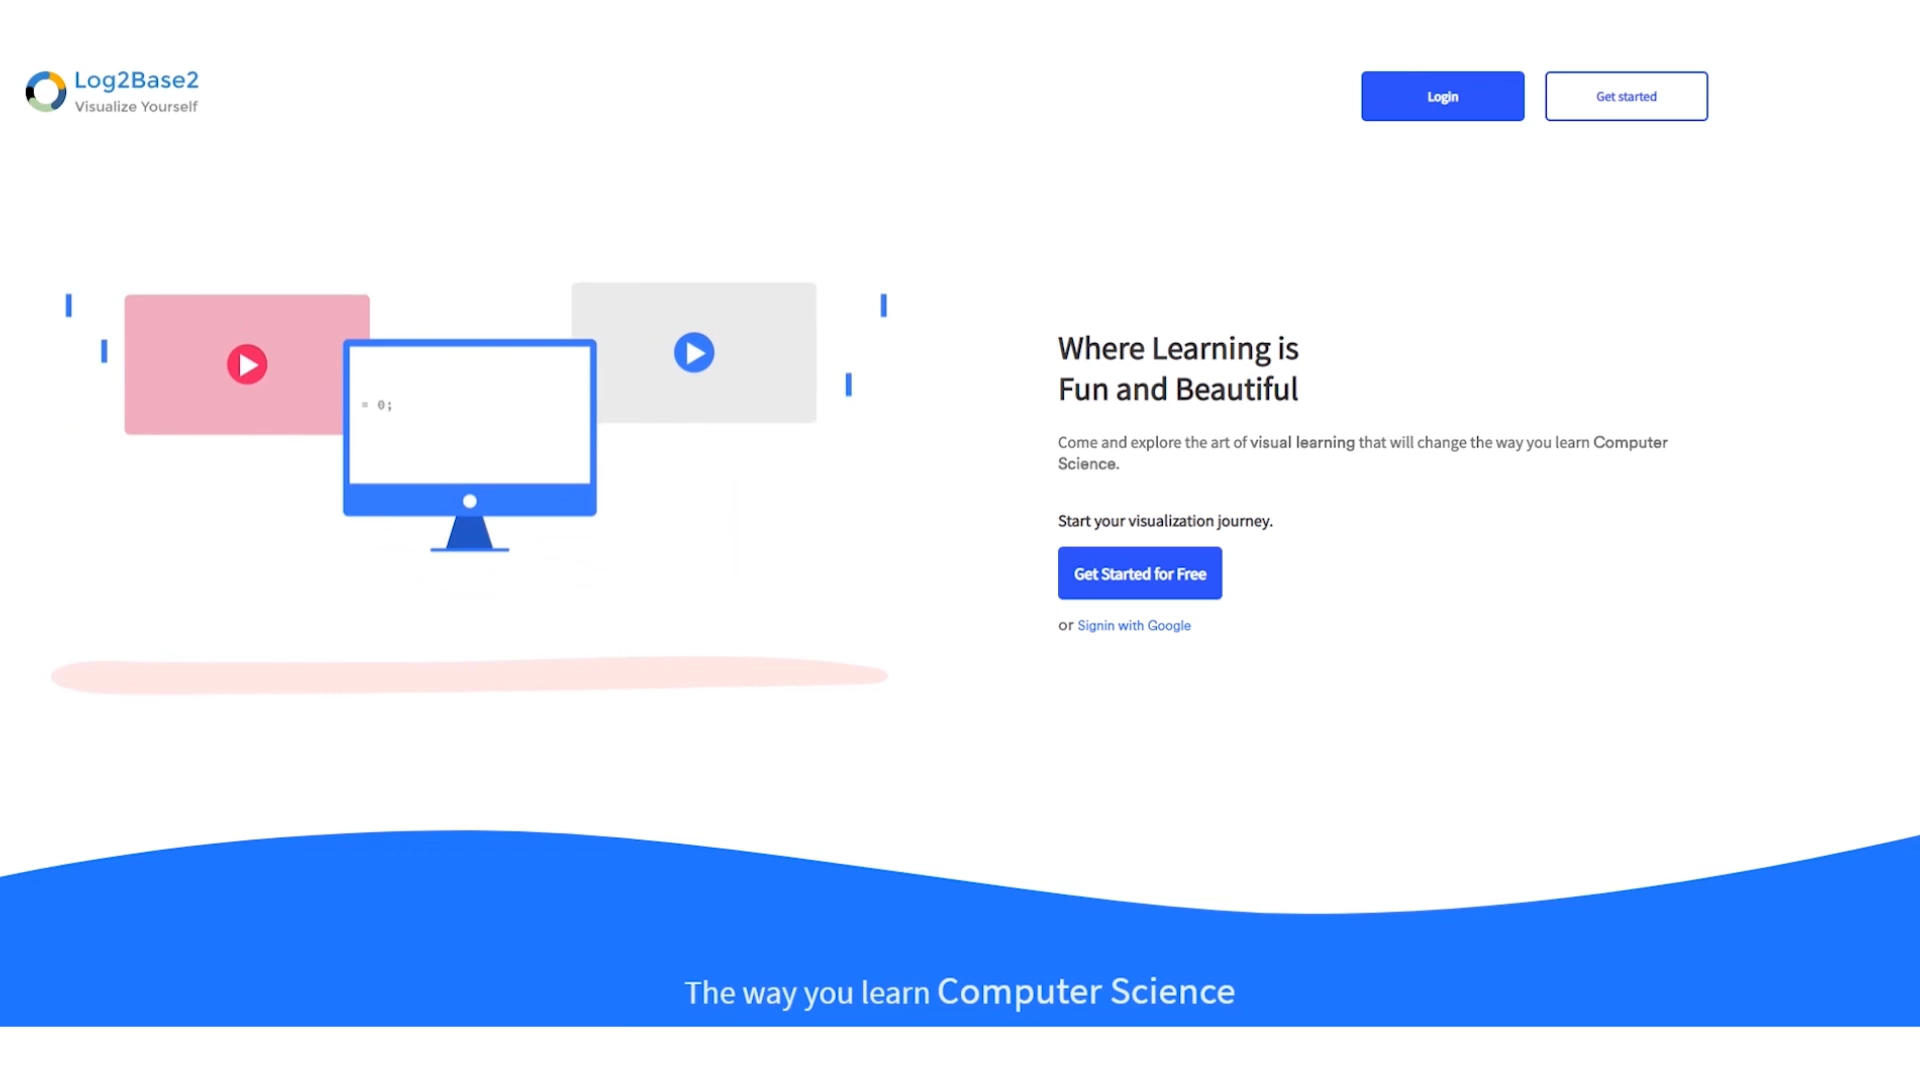 Log2Base2
Visualize Yourself
Login
Get started
= 0;
Where Learning is
Fun and Beautiful
Come and explore the art of visual learning that will change the way you learn Computer
Science.
Start your visualization journey.
Get Started for Free
or Signin with Google
The way you learn Computer Science